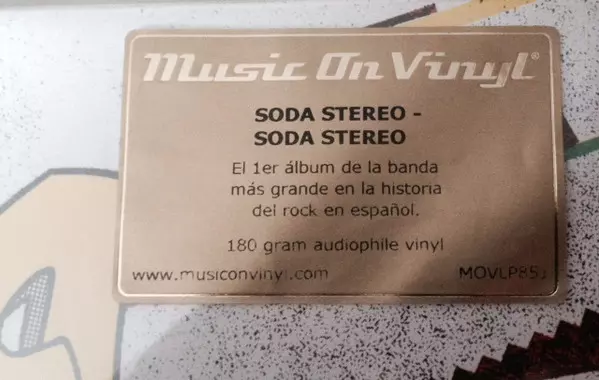 Music On Vinyl®
SODA STEREO -
SODA STEREO
El 1er álbum de la banda
más grande en la historia
del rock en español.
180 gram audiophile vinyl
www.musiconvinyl.com